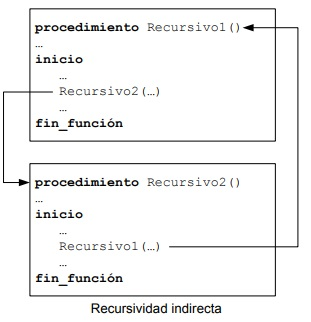 procedimiento Recursivo1()
…
inicio
…
Recursivo2(…)
…
fin_función
procedimiento Recursivo2()
…
inicio
…
Recursivo1(…)
…
fin_función
Recursividad indirecta